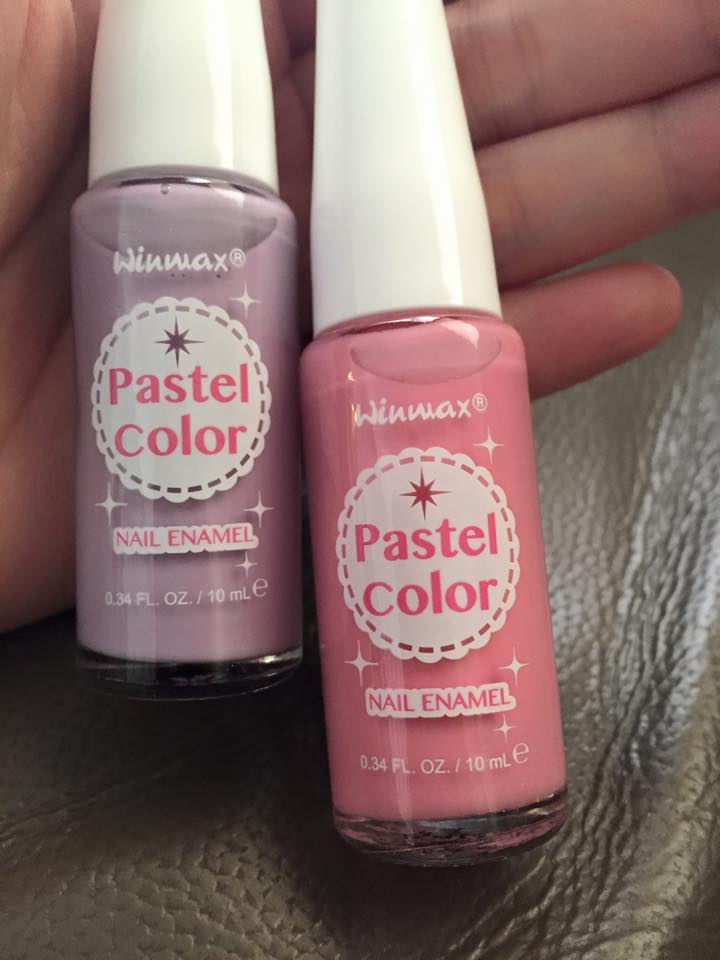 Winmax®
Pastel
Color
NAIL ENAMEL
0.34 FL. OZ. / 10 mL ℮
Winmax®
Pastel
Color
NAIL ENAMEL
0.34 FL. OZ. / 10 mL ℮